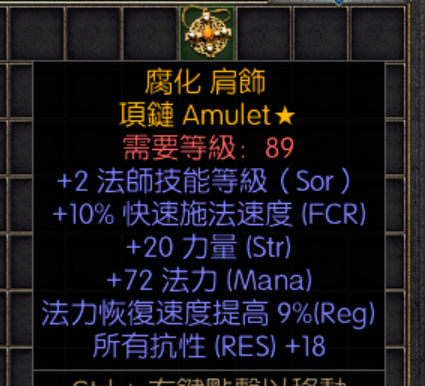 腐化 肩飾
項鏈 Amulet★
需要等級: 89
+2 法師技能等級 ( Sor )
+10% 快速施法速度 (FCR)
+20 力量 (Str)
+72 法力 (Mana)
法力恢復速度提高 9%(Reg)
所有抗性 (RES) +18